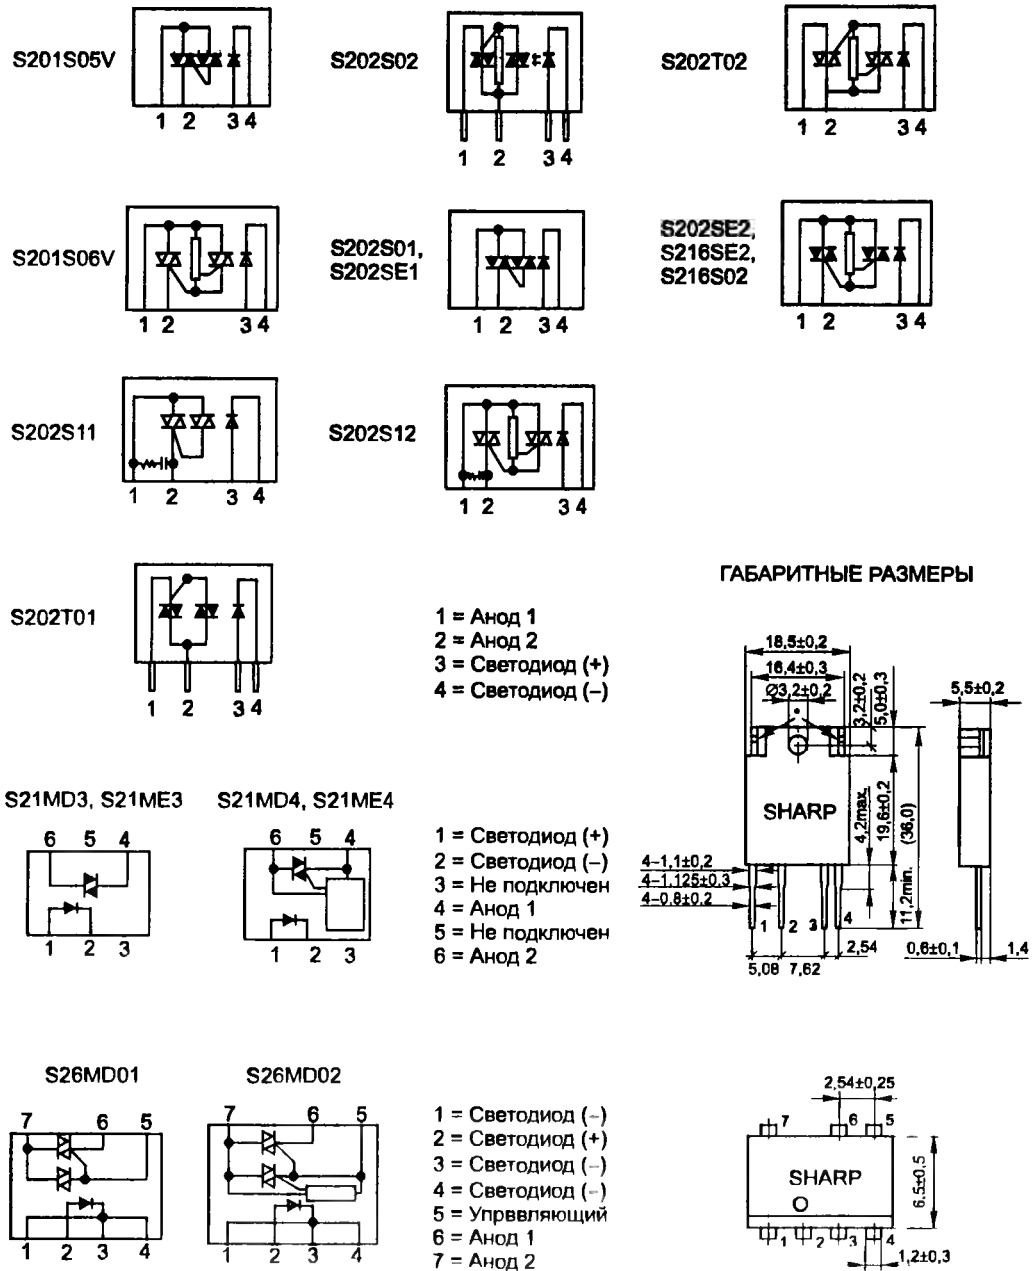 S201S05V
1 2 3 4
S202S02
1 2 3 4
S202T02
1 2 3 4
S201S06V
1 2 3 4
S202S01,
S202SE1
1 2 3 4
S202SE2,
S216SE2,
S216S02
1 2 3 4
S202S11
1 2 3 4
S202S12
1 2 3 4
S202T01
1 2 3 4
1 = Анод 1
2 = Анод 2
3 = Светодиод (+)
4 = Светодиод (–)
ГАБАРИТНЫЕ РАЗМЕРЫ
18,5±0,2
16,4±0,3
Ø3,2±0,2
3,2±0,2
5,0±0,3
5,5±0,2
SHARP
4,2max.
19,6±0,2
(36,0)
11,2min.
4–1,1±0,2
4–1,125±0,3
4–0,8±0,2
1 2 3 4
2,54
5,08 7,62
0,6±0,1
1,4
S21MD3, S21ME3
6 5 4
1 2 3
S21MD4, S21ME4
6 5 4
1 2 3
1 = Светодиод (+)
2 = Светодиод (–)
3 = Не подключен
4 = Анод 1
5 = Не подключен
6 = Анод 2
S26MD01
7 6 5
1 2 3 4
S26MD02
7 6 5
1 2 3 4
1 = Светодиод (–)
2 = Светодиод (+)
3 = Светодиод (–)
4 = Светодиод (–)
5 = Упрввляющий
6 = Анод 1
7 = Анод 2
2,54±0,25
7 6 5
SHARP
6,5±0,5
1 2 3 4
1,2±0,3